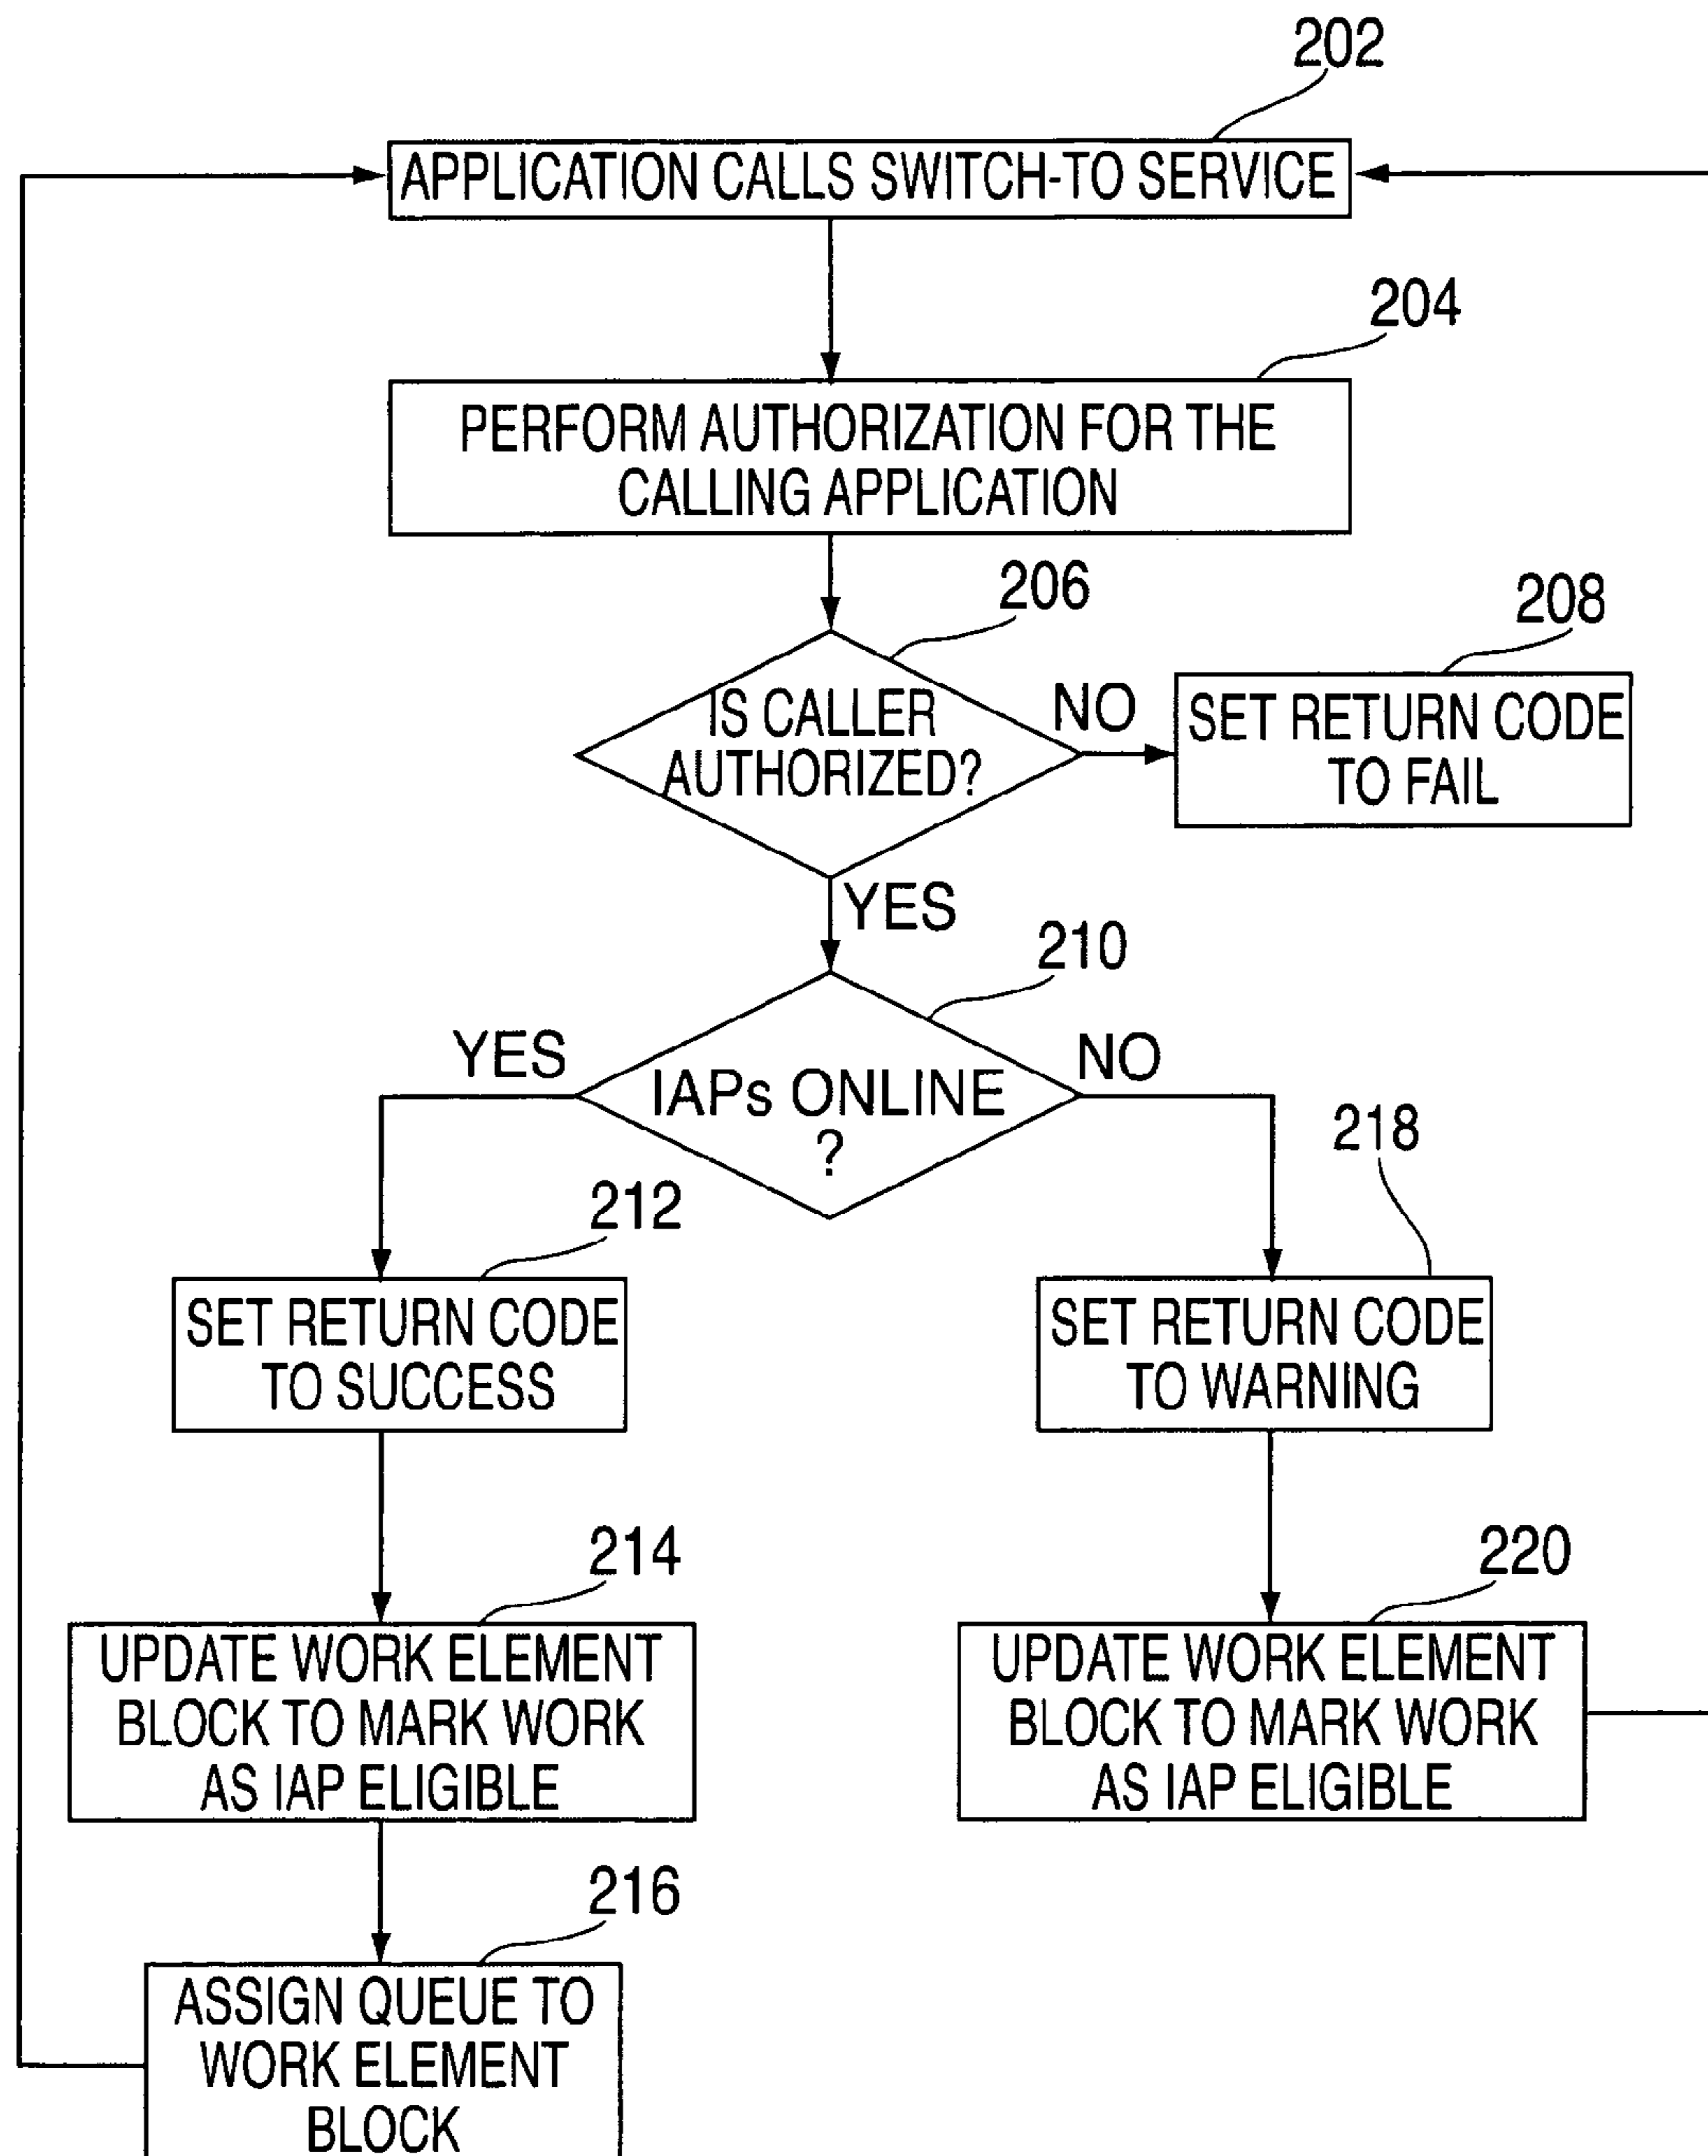 202
APPLICATION CALLS SWITCH-TO SERVICE
204
PERFORM AUTHORIZATION FOR THE
CALLING APPLICATION
206
208
IS CALLER
AUTHORIZED?
NO
SET RETURN CODE
TO FAIL
YES
210
YES
IAPs ONLINE
?
NO
218
212
SET RETURN CODE
TO SUCCESS
SET RETURN CODE
TO WARNING
214
220
UPDATE WORK ELEMENT
BLOCK TO MARK WORK
AS IAP ELIGIBLE
UPDATE WORK ELEMENT
BLOCK TO MARK WORK
AS IAP ELIGIBLE
216
ASSIGN QUEUE TO
WORK ELEMENT
BLOCK